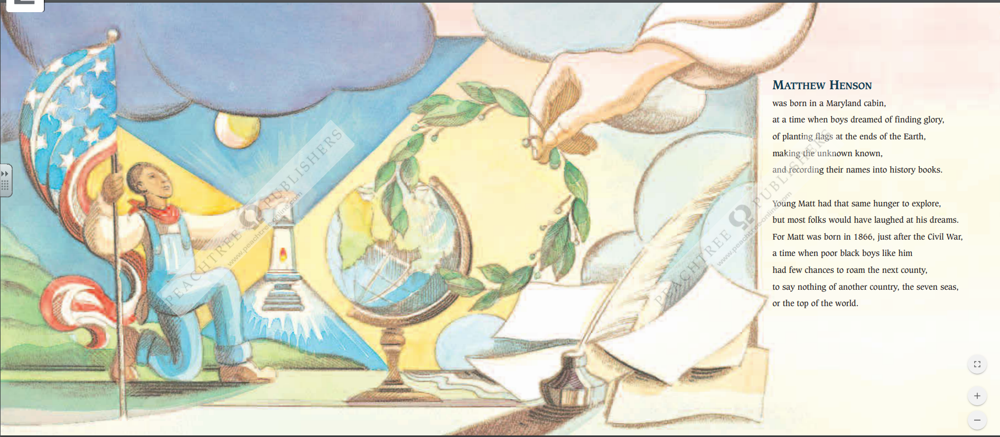 MATTHEW HENSON
was born in a Maryland cabin,
at a time when boys dreamed of finding glory,
of planting flags at the ends of the Earth,
making the unknown known,
and recording their names into history books.
Young Matt had that same hunger to explore,
but most folks would have laughed at his dreams.
For Matt was born in 1866, just after the Civil War,
a time when poor black boys like him
had few chances to roam the next county,
to say nothing of another country, the seven seas,
or the top of the world.
PEACHTREE PUBLISHERS
www.peachtree-online.com
PEACHTREE PUBLISHERS
www.peachtree-online.com